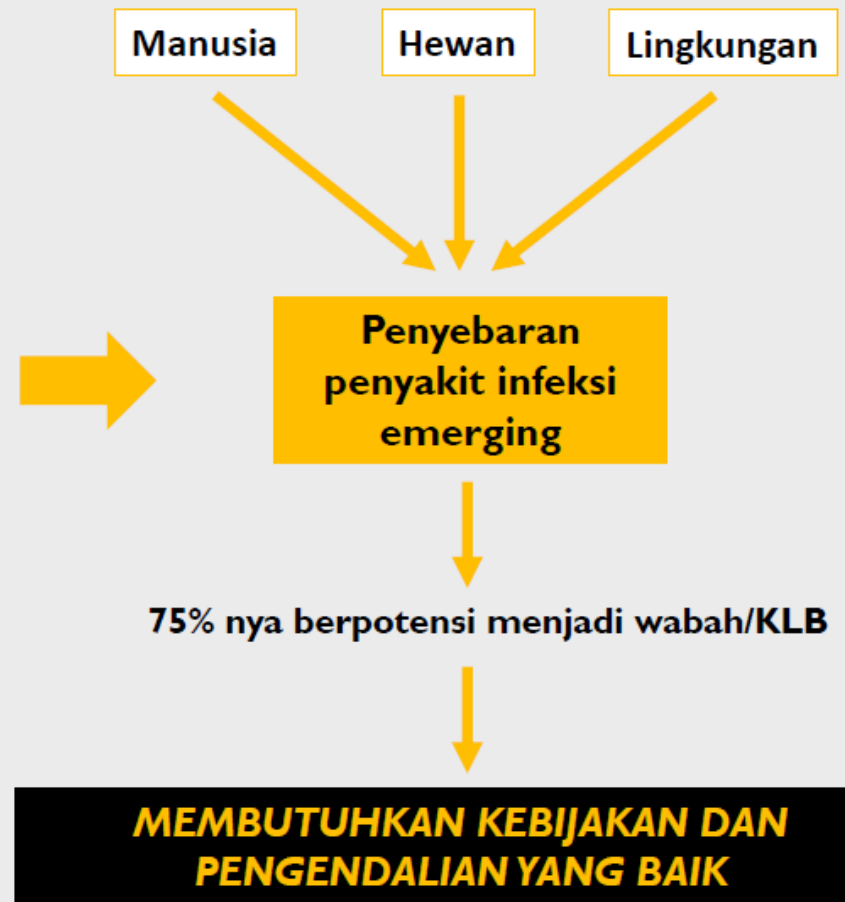 Manusia
Hewan
Lingkungan
Penyebaran
penyakit infeksi
emerging
75% nya berpotensi menjadi wabah/KLB
MEMBUTUHKAN KEBIJAKAN DAN
PENGENDALIAN YANG BAIK